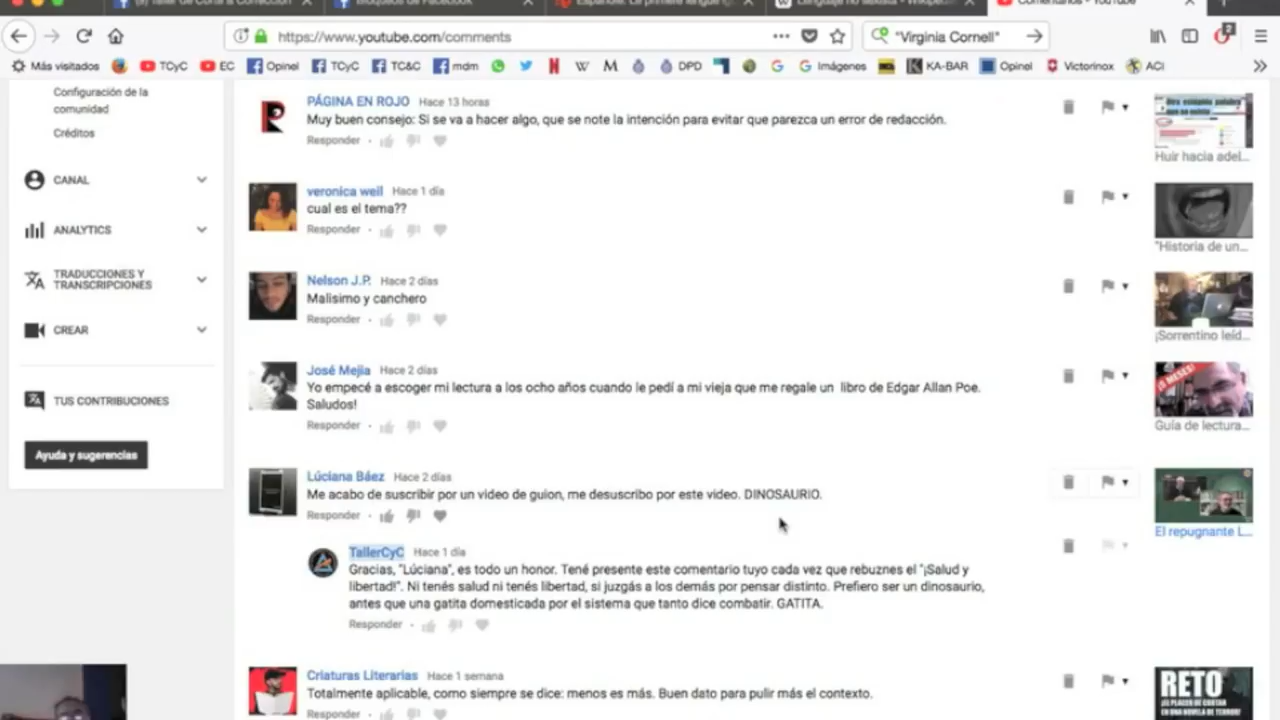 https://www.youtube.com/comments
"Virginia Cornell"
Más visitados
TCyC
EC
Opinel
TCyC
TC&C
mdm
DPD
Imágenes
KA-BAR
Opinel
Victorinox
ACI
Configuración de la
comunidad
Créditos
CANAL
ANALYTICS
TRADUCCIONES Y
TRANSCRIPCIONES
CREAR
TUS CONTRIBUCIONES
Ayuda y sugerencias
PÁGINA EN ROJO Hace 13 horas
Muy buen consejo: Si se va a hacer algo, que se note la intención para evitar que parezca un error de redacción.
Responder
Huir hacia adel...
veronica weil Hace 1 día
cual es el tema??
Responder
"Historia de un...
Nelson J.P. Hace 2 días
Malisimo y canchero
Responder
¡Sorrentino leíd...
José Mejía Hace 2 días
Yo empecé a escoger mi lectura a los ocho años cuando le pedí a mi vieja que me regale un libro de Edgar Allan Poe.
Saludos!
Responder
Guía de lectura...
Lúciana Báez Hace 2 días
Me acabo de suscribir por un video de guion, me desuscribo por este video. DINOSAURIO.
Responder
El repugnante L...
TallerCyC Hace 1 día
Gracias, "Lúciana", es todo un honor. Tené presente este comentario tuyo cada vez que rebuznes el "¡Salud y
libertad!". Ni tenés salud ni tenés libertad, si juzgás a los demás por pensar distinto. Prefiero ser un dinosaurio,
antes que una gatita domesticada por el sistema que tanto dice combatir. GATITA.
Responder
Criaturas Literarias Hace 1 semana
Totalmente aplicable, como siempre se dice: menos es más. Buen dato para pulir más el contexto.
Responder
RETO